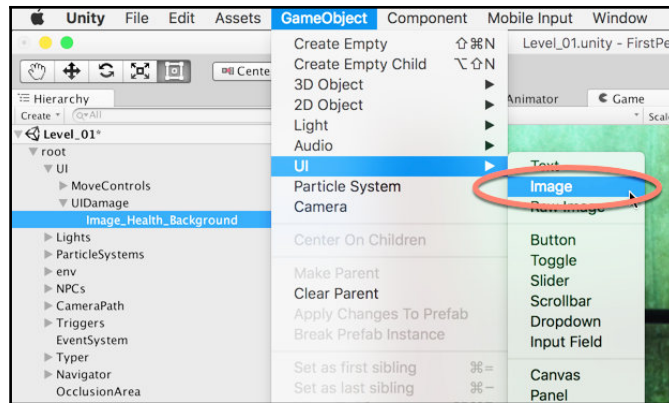 Unity File Edit Assets GameObject Component Mobile Input Window
Level_01.unity - FirstPe
Cente
Hierarchy
Create Q▾All
Level_01*
root
UI
MoveControls
UIDamage
Image_Health_Background
Lights
ParticleSystems
env
NPCs
CameraPath
Triggers
EventSystem
Typer
Navigator
OcclusionArea
Create Empty ⇧⌘N
Create Empty Child ⌥⇧N
3D Object
2D Object
Light
Audio
UI
Particle System
Camera
Center On Children
Make Parent
Clear Parent
Apply Changes To Prefab
Break Prefab Instance
Set as first sibling ⌘=
Set as last sibling ⌘-
Animator Game
Scale
Text
Image
Raw Image
Button
Toggle
Slider
Scrollbar
Dropdown
Input Field
Canvas
Panel